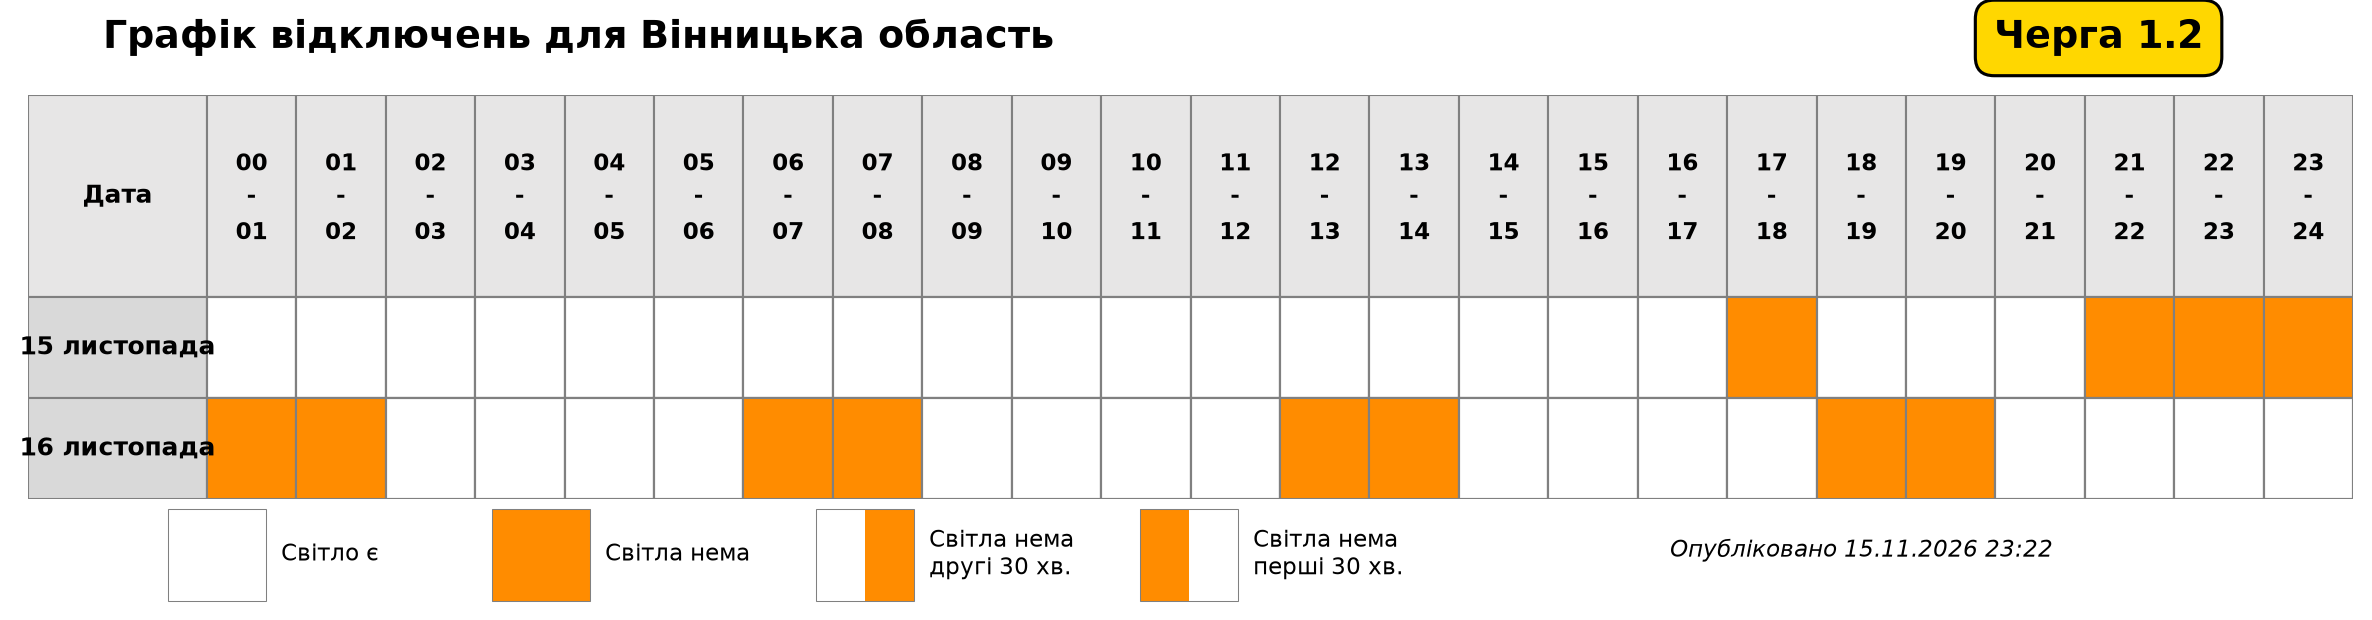 Графік відключень для Вінницька область
Черга 1.2
Дата
00 - 01
01 - 02
02 - 03
03 - 04
04 - 05
05 - 06
06 - 07
07 - 08
08 - 09
09 - 10
10 - 11
11 - 12
12 - 13
13 - 14
14 - 15
15 - 16
16 - 17
17 - 18
18 - 19
19 - 20
20 - 21
21 - 22
22 - 23
23 - 24
15 листопада
16 листопада
Світло є
Світла нема
Світла нема
другі 30 хв.
Світла нема
перші 30 хв.
Опубліковано 15.11.2026 23:22